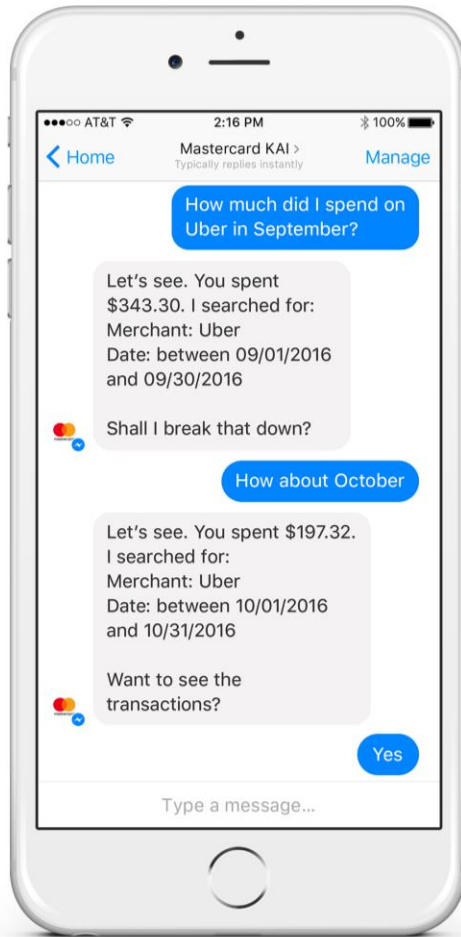 AT&T 2:16 PM 100%
Home Mastercard KAI > Manage
Typically replies instantly
How much did I spend on
Uber in September?
Let's see. You spent
$343.30. I searched for:
Merchant: Uber
Date: between 09/01/2016
and 09/30/2016
Shall I break that down?
How about October
Let's see. You spent $197.32.
I searched for:
Merchant: Uber
Date: between 10/01/2016
and 10/31/2016
Want to see the
transactions?
Yes
Type a message...